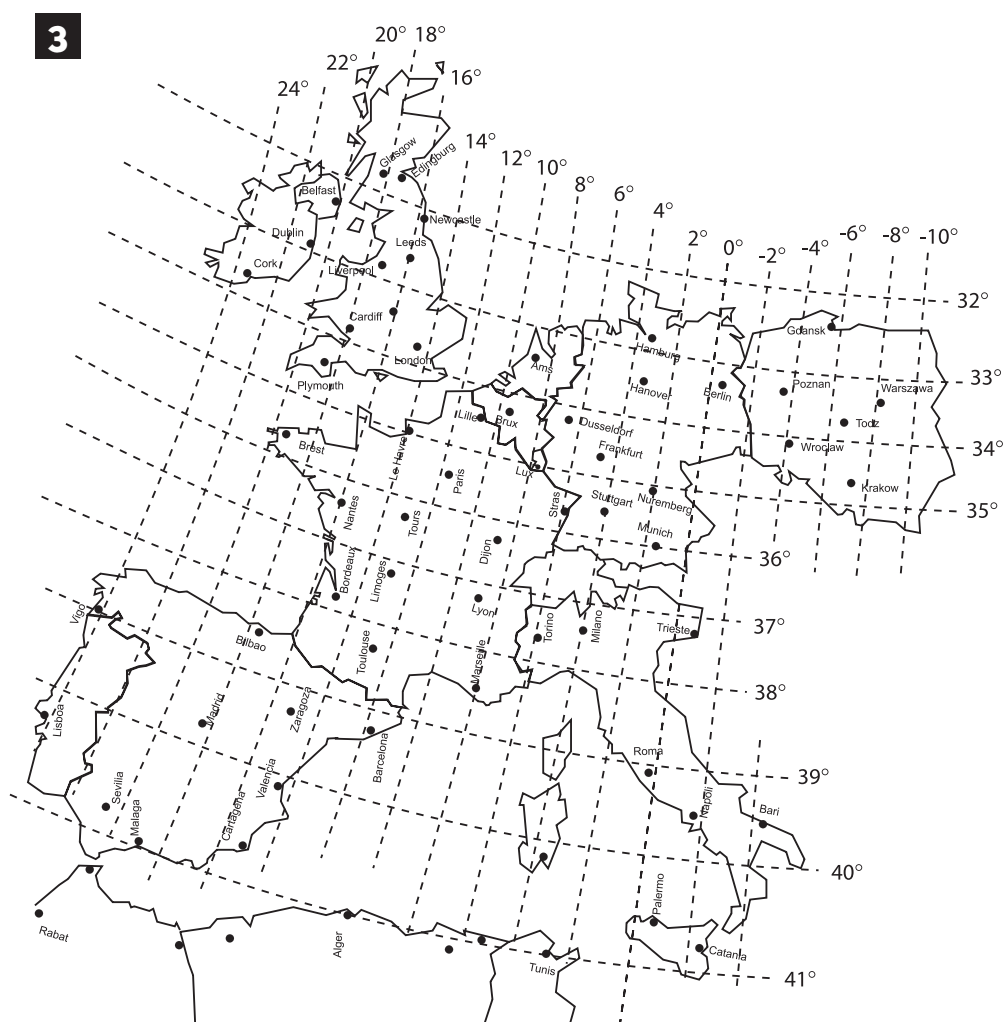 3
20° 18°
22°
16°
24°
14°
12°
10°
8°
6°
4°
2°
0°
-2°
-4°
-6°
-8°
-10°
Glasgow
Edingburg
Belfast
Newcastle
Dublin
Leeds
Cork
Liverpool
32°
Cardiff
Gdansk
Hamburg
London
Ams
33°
Plymouth
Hanover
Berlin
Poznan
Warszawa
Lille
Brux
Dusseldorf
Todz
Brest
Le Havre
Frankfurt
Wroclaw
34°
Paris
Lux
Krakow
Nantes
Tours
Stras
Stuttgart
Nuremberg
35°
Munich
Dijon
36°
Bordeaux
Limoges
Vigo
Lyon
Torino
Milano
Trieste
37°
Bilbao
Toulouse
Marseille
38°
Lisboa
Madrid
Zaragoza
Barcelona
Roma
39°
Valencia
Sevilla
Malaga
Cartagena
Napoli
Bari
40°
Palermo
Rabat
Alger
Catania
Tunis
41°